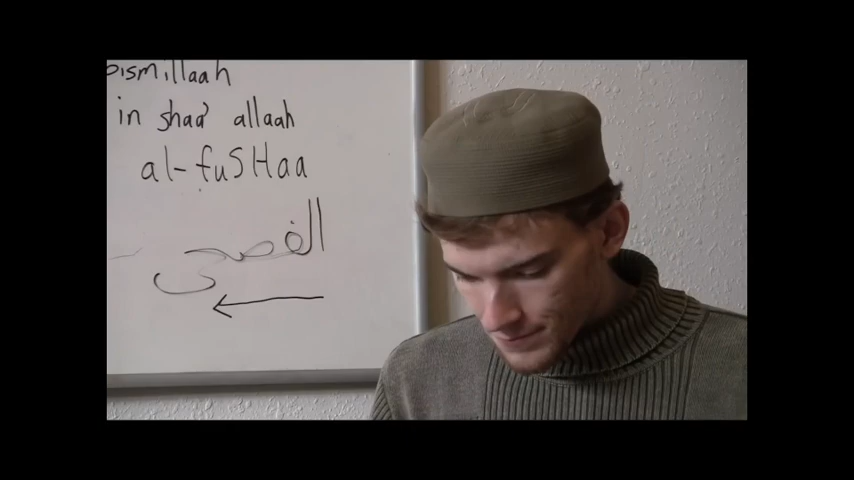 bismillaah
in shaa' allaah
al-fuSHaa
الفصحى